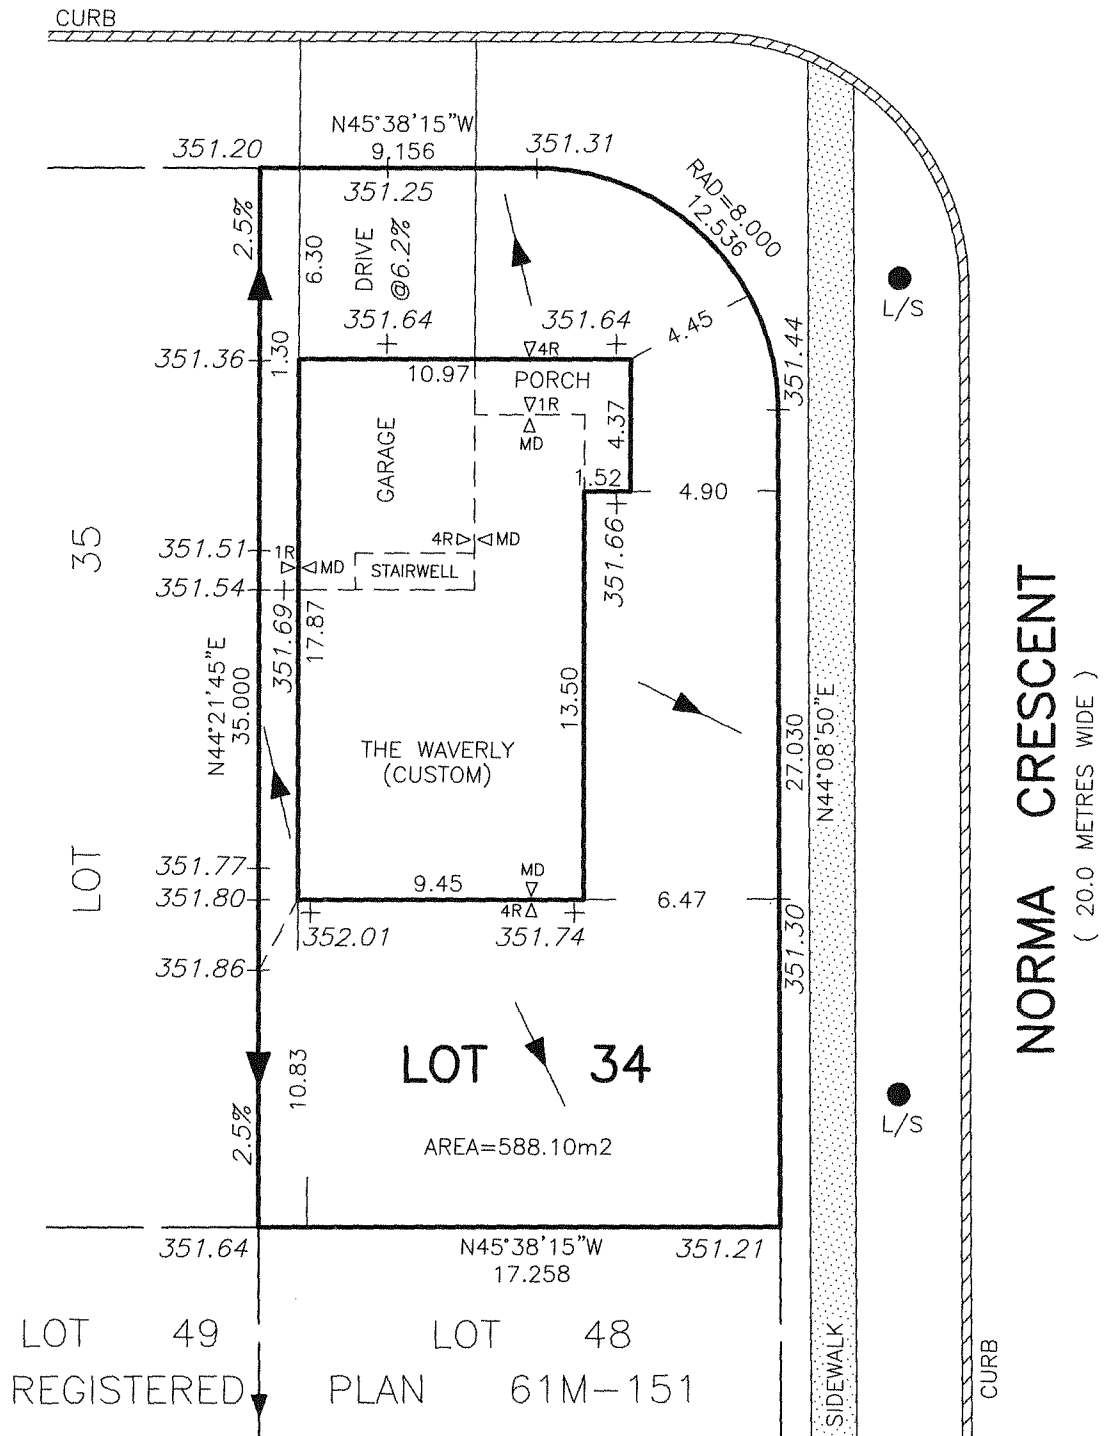 CURB
N45°38'15"W
9.156
351.20
351.31
351.25
RAD=8.000
12.536
2.5%
6.30
DRIVE
@6.2%
L/S
351.64
351.64
4.45
351.44
351.36
1.30
4R
10.97
PORCH
1R
MD
4.37
GARAGE
1.52
4.90
351.66
35
351.51
1R
MD
4R
MD
STAIRWELL
351.54
351.69
17.87
N44°21'45"E
35.000
13.50
27.030
N44°08'50"E
THE WAVERLY
(CUSTOM)
NORMA CRESCENT
( 20.0 METRES WIDE )
LOT
351.77
351.80
9.45
MD
4R
6.47
352.01
351.74
351.30
351.86
10.83
LOT 34
L/S
2.5%
AREA=588.10m2
351.64
N45°38'15"W
17.258
351.21
LOT 49
LOT 48
REGISTERED PLAN 61M-151
SIDEWALK
CURB